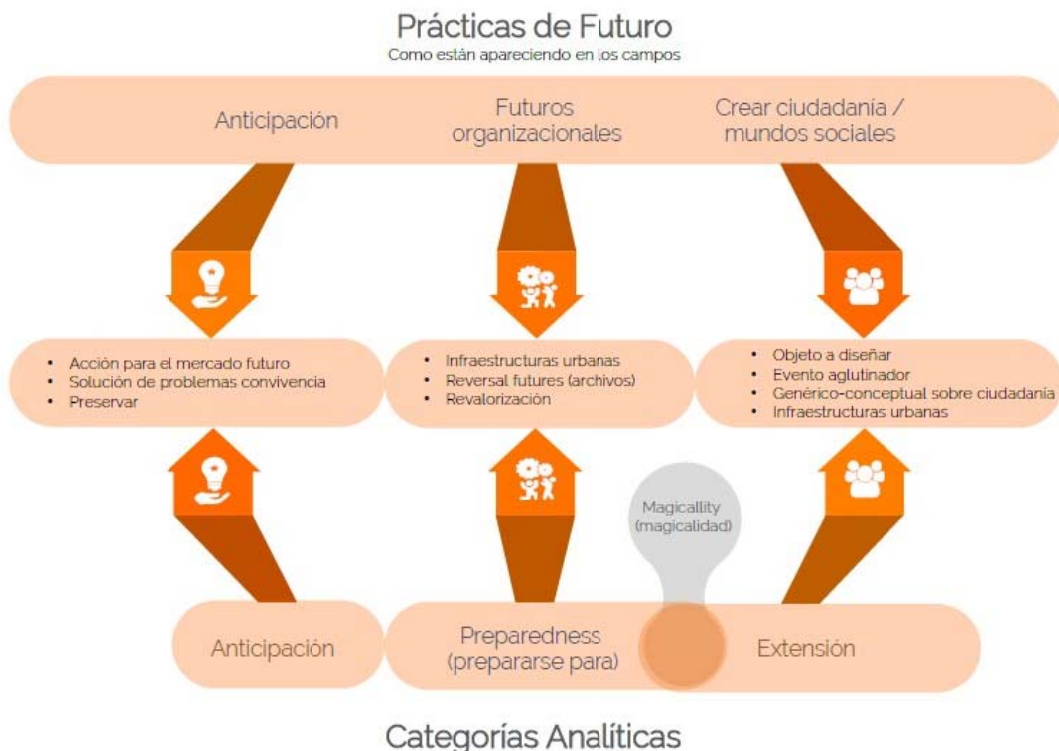 Prácticas de Futuro
Como están apareciendo en los campos
Anticipación
Futuros
organizacionales
Crear ciudadanía /
mundos sociales
• Acción para el mercado futuro
• Solución de problemas convivencia
• Preservar
• Infraestructuras urbanas
• Reversal futures (archivos)
• Revalorización
• Objeto a diseñar
• Evento aglutinador
• Genérico-conceptual sobre ciudadanía
• Infraestructuras urbanas
Magicallity
(magicalidad)
Anticipación
Preparedness
(prepararse para)
Extensión
Categorías Analíticas